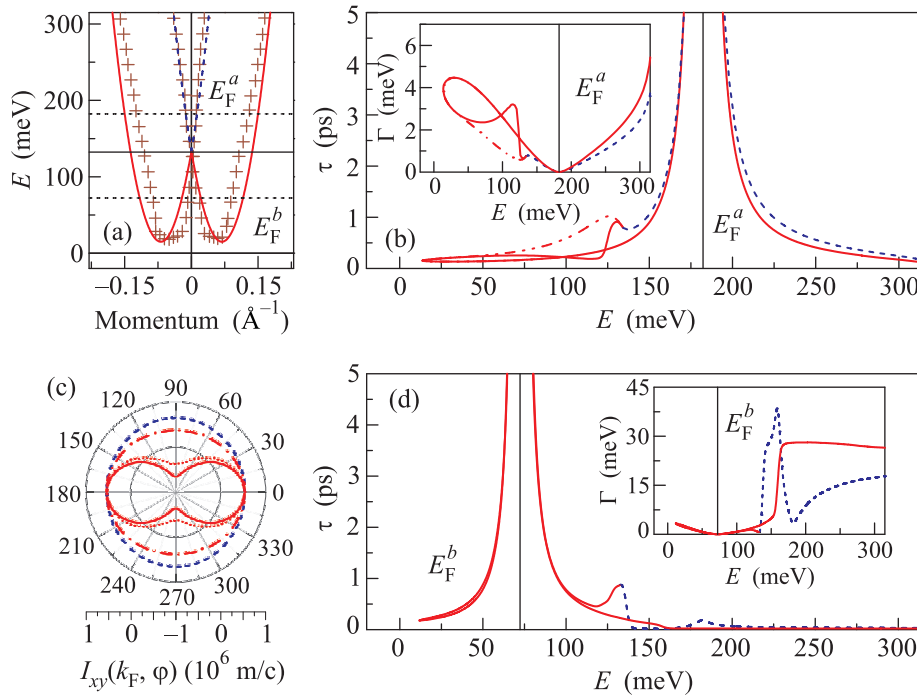 300
200
100
0
E (meV)
E_F^a
E_F^b
(a)
−0.15 0 0.15
Momentum (Å⁻¹)
5
4
3
2
1
0
τ (ps)
6
4
2
0
Γ (meV)
E_F^a
0 100 200 300
E (meV)
(b)
E_F^a
0 50 100 150 200 250 300
E (meV)
(c)
90
120 60
150 30
180 0
210 330
240 300
270
1 0 −1 0 1
I_xy(k_F, φ) (10⁶ m/c)
(d)
5
4
3
2
1
0
τ (ps)
E_F^b
45
30
15
0
Γ (meV)
E_F^b
0 100 200 300
E (meV)
0 50 100 150 200 250 300
E (meV)